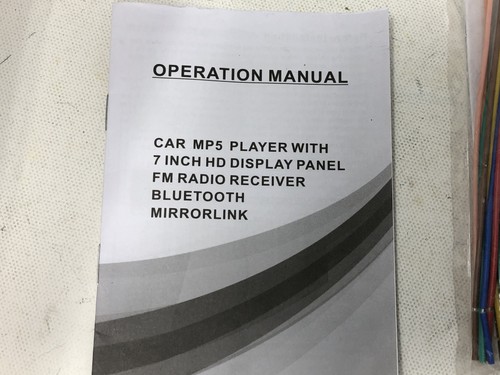 OPERATION MANUAL
CAR MP5 PLAYER WITH
7 INCH HD DISPLAY PANEL
FM RADIO RECEIVER
BLUETOOTH
MIRRORLINK